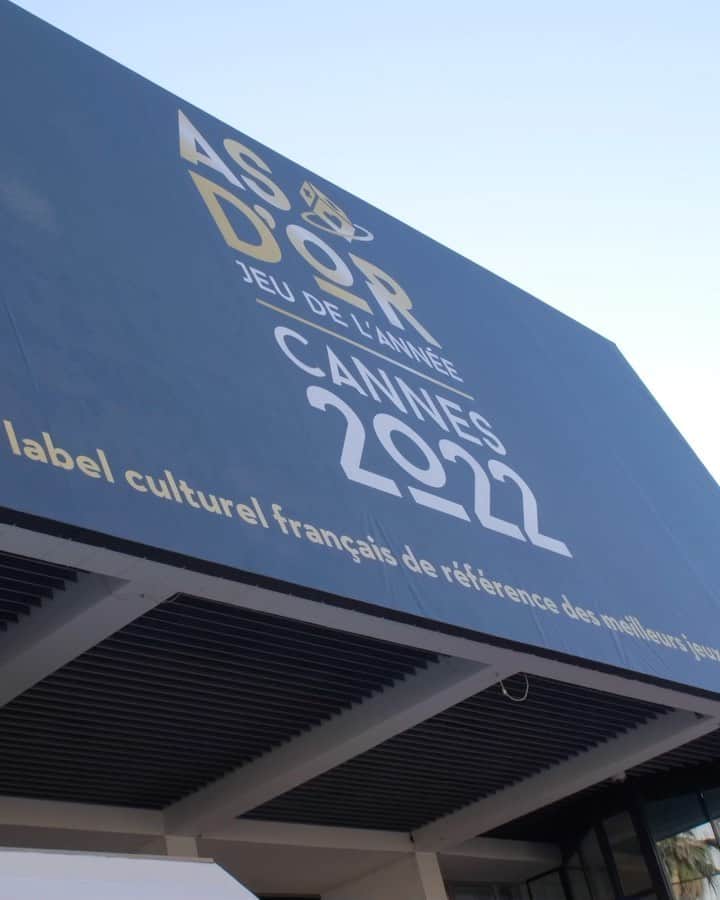 AS
D'OR
JEU DE L'ANNÉE
CANNES
2022
label culturel français de référence des meilleurs jeux